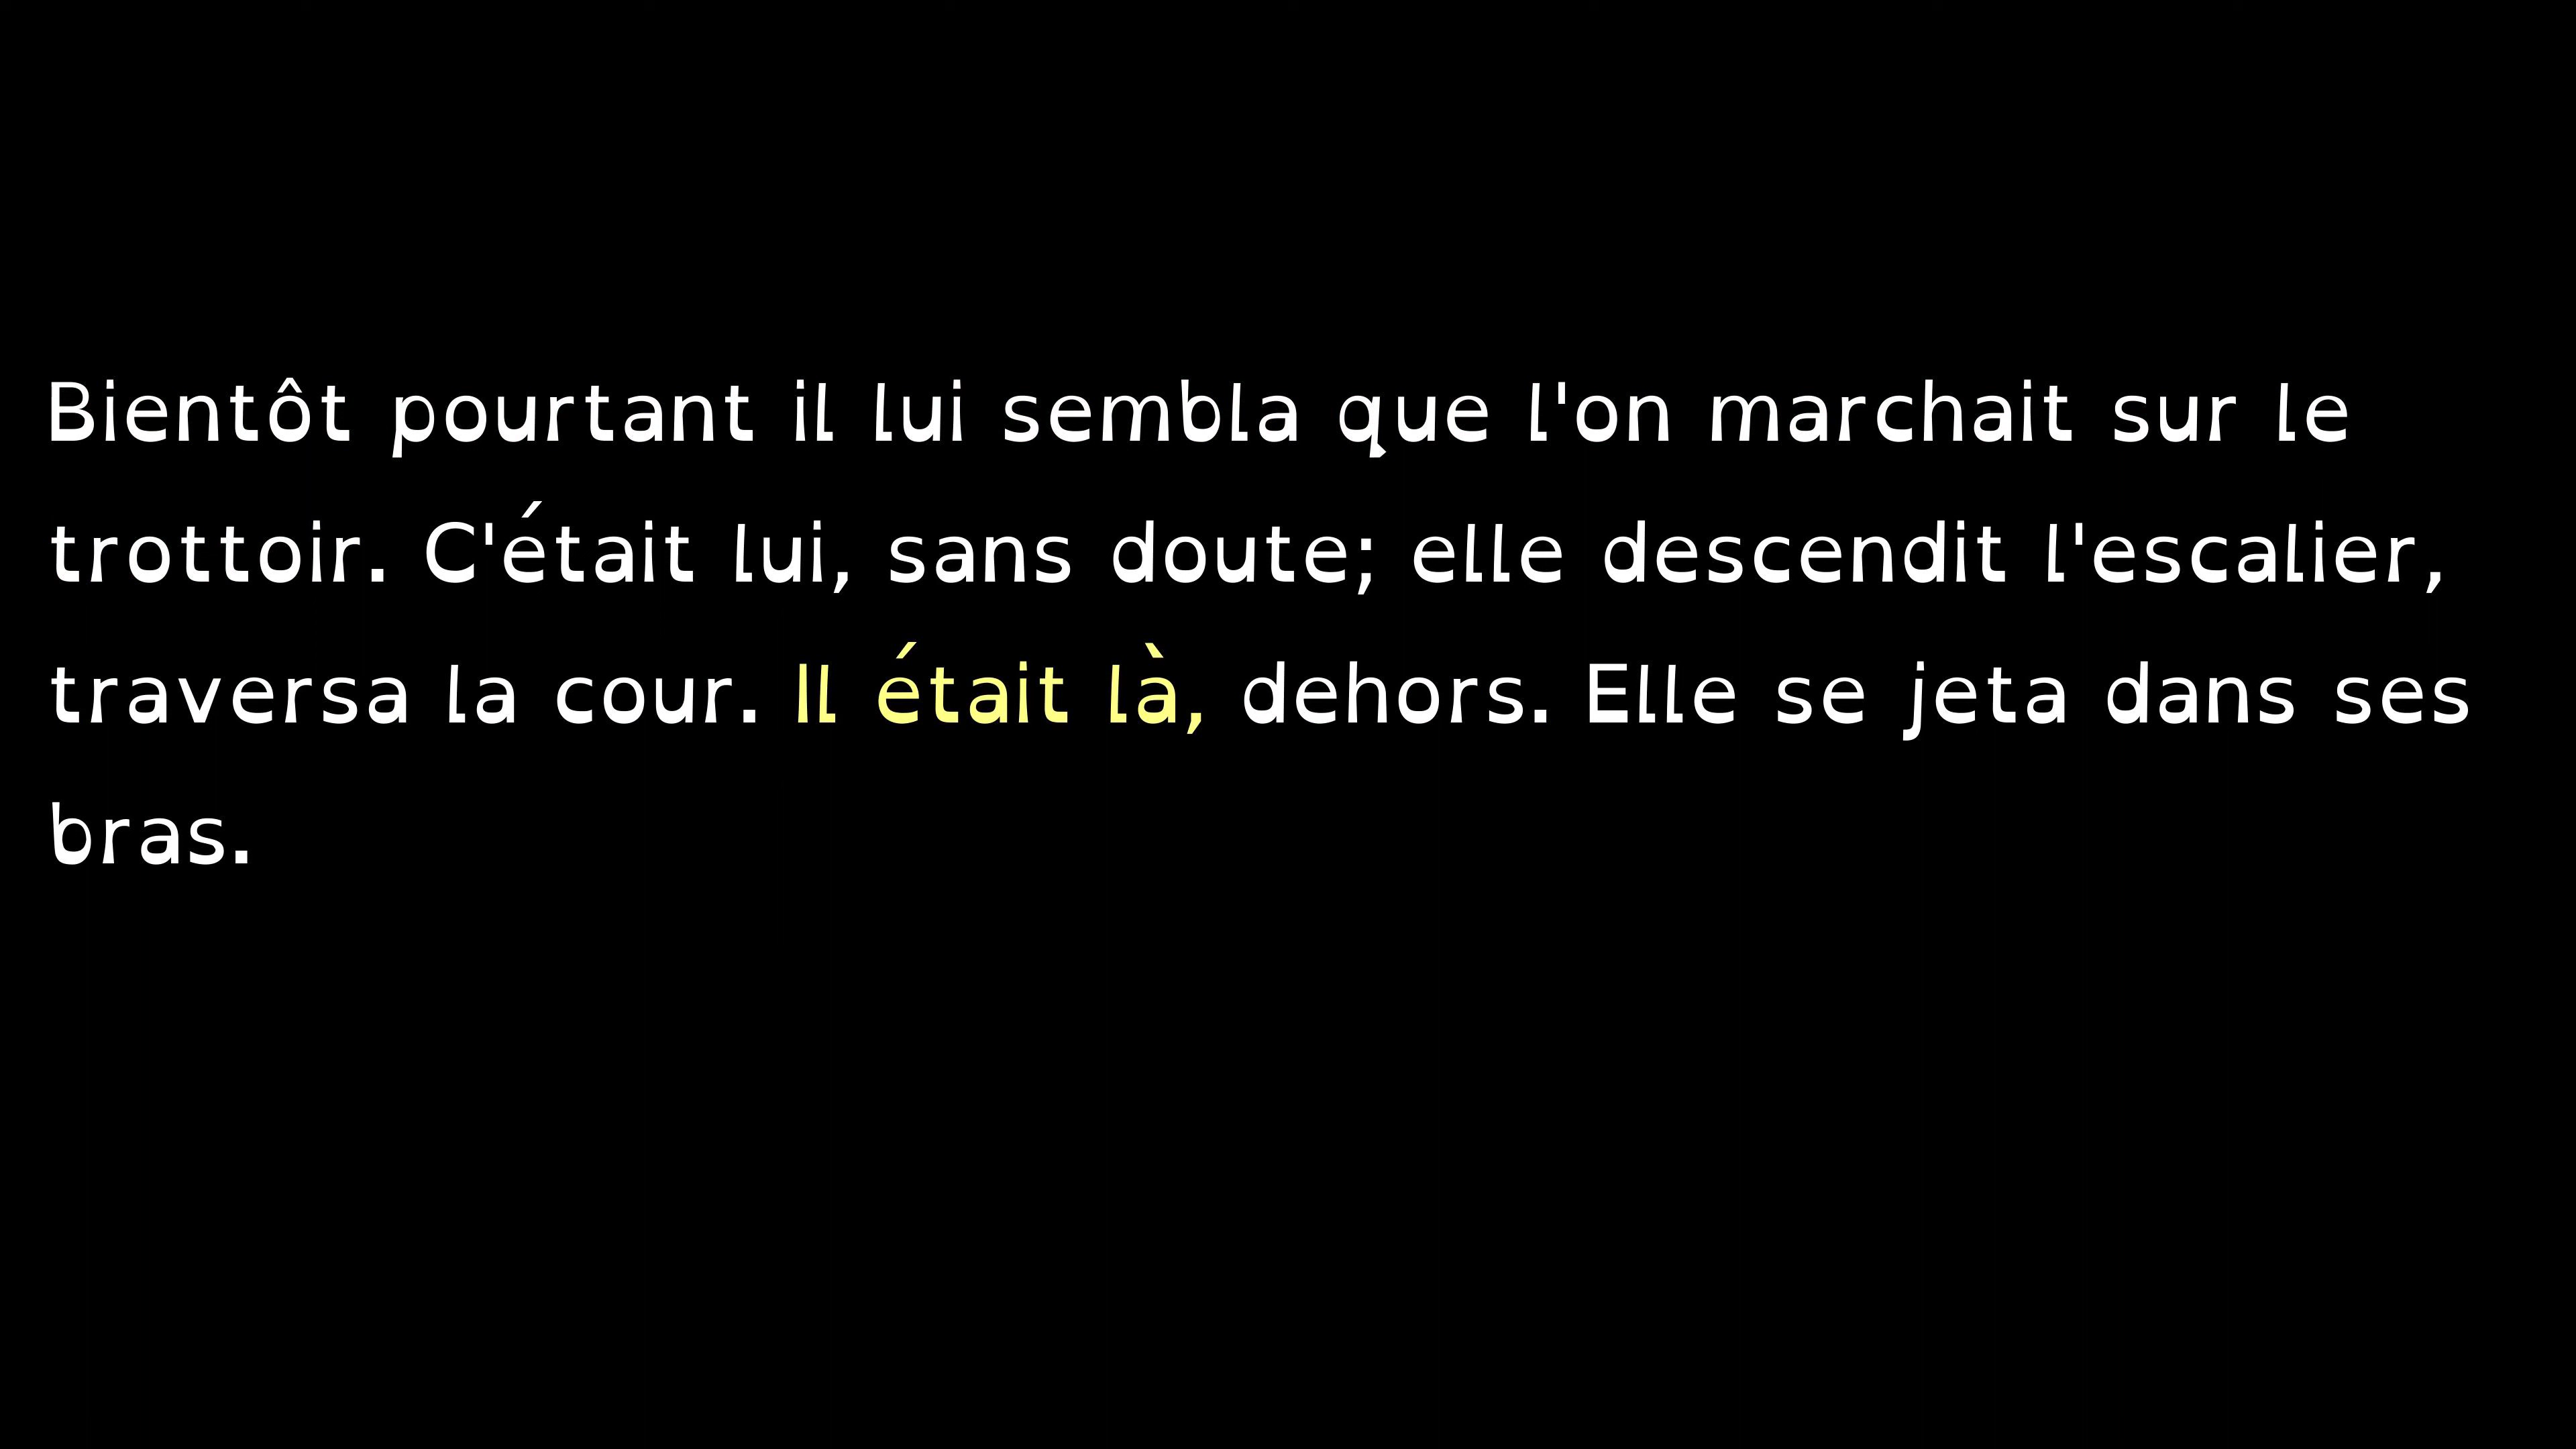 Bientôt pourtant il lui sembla que l'on marchait sur le
trottoir. C'était lui, sans doute; elle descendit l'escalier,
traversa la cour. Il était là, dehors. Elle se jeta dans ses
bras.